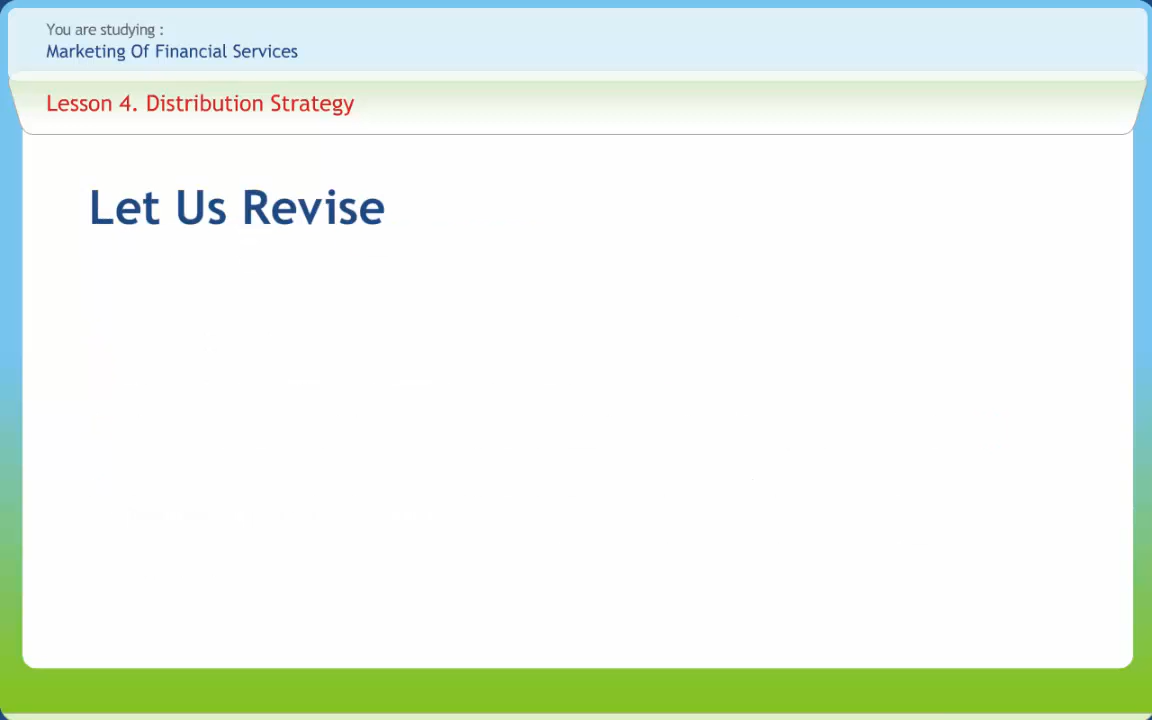 You are studying :
Marketing Of Financial Services
Lesson 4. Distribution Strategy
Let Us Revise